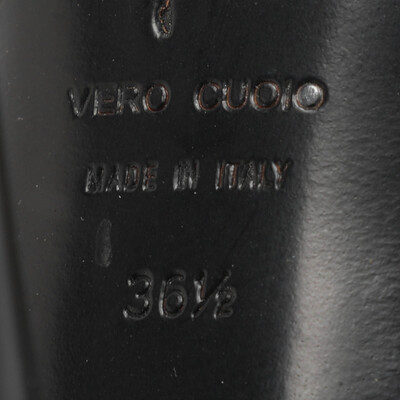 VERO CUOIO
MADE IN ITALY
36½